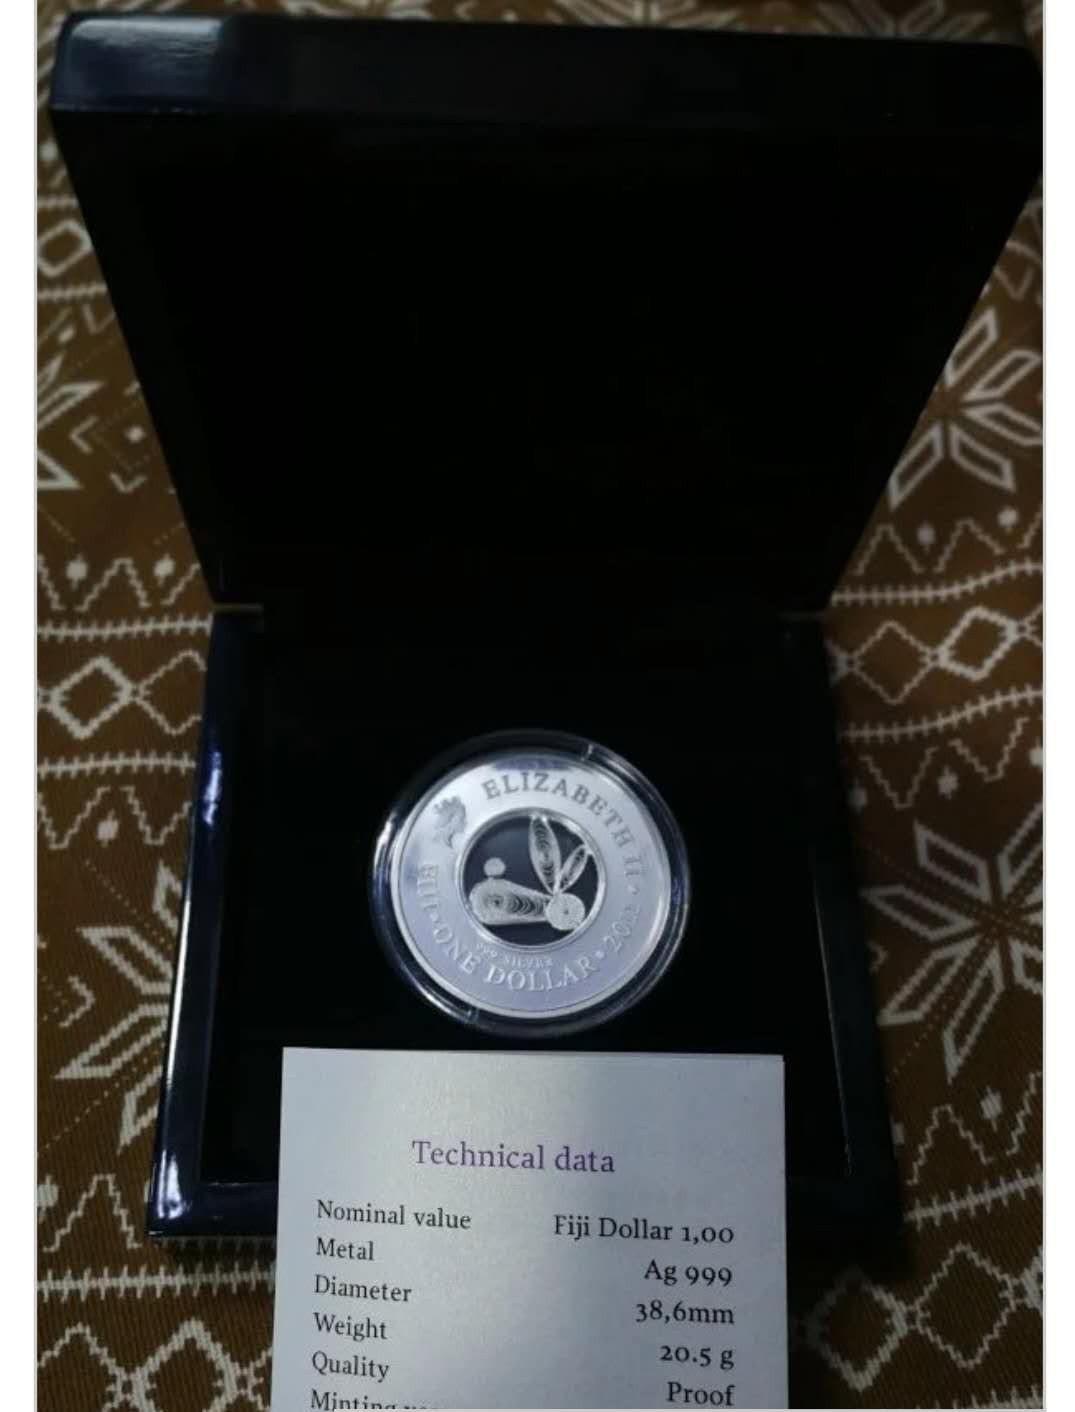 ELIZABETH II
FIJI • ONE DOLLAR •
999 SILVER
Technical data
Nominal value Fiji Dollar 1,00
Metal Ag 999
Diameter 38,6mm
Weight 20.5 g
Quality Proof
Minting